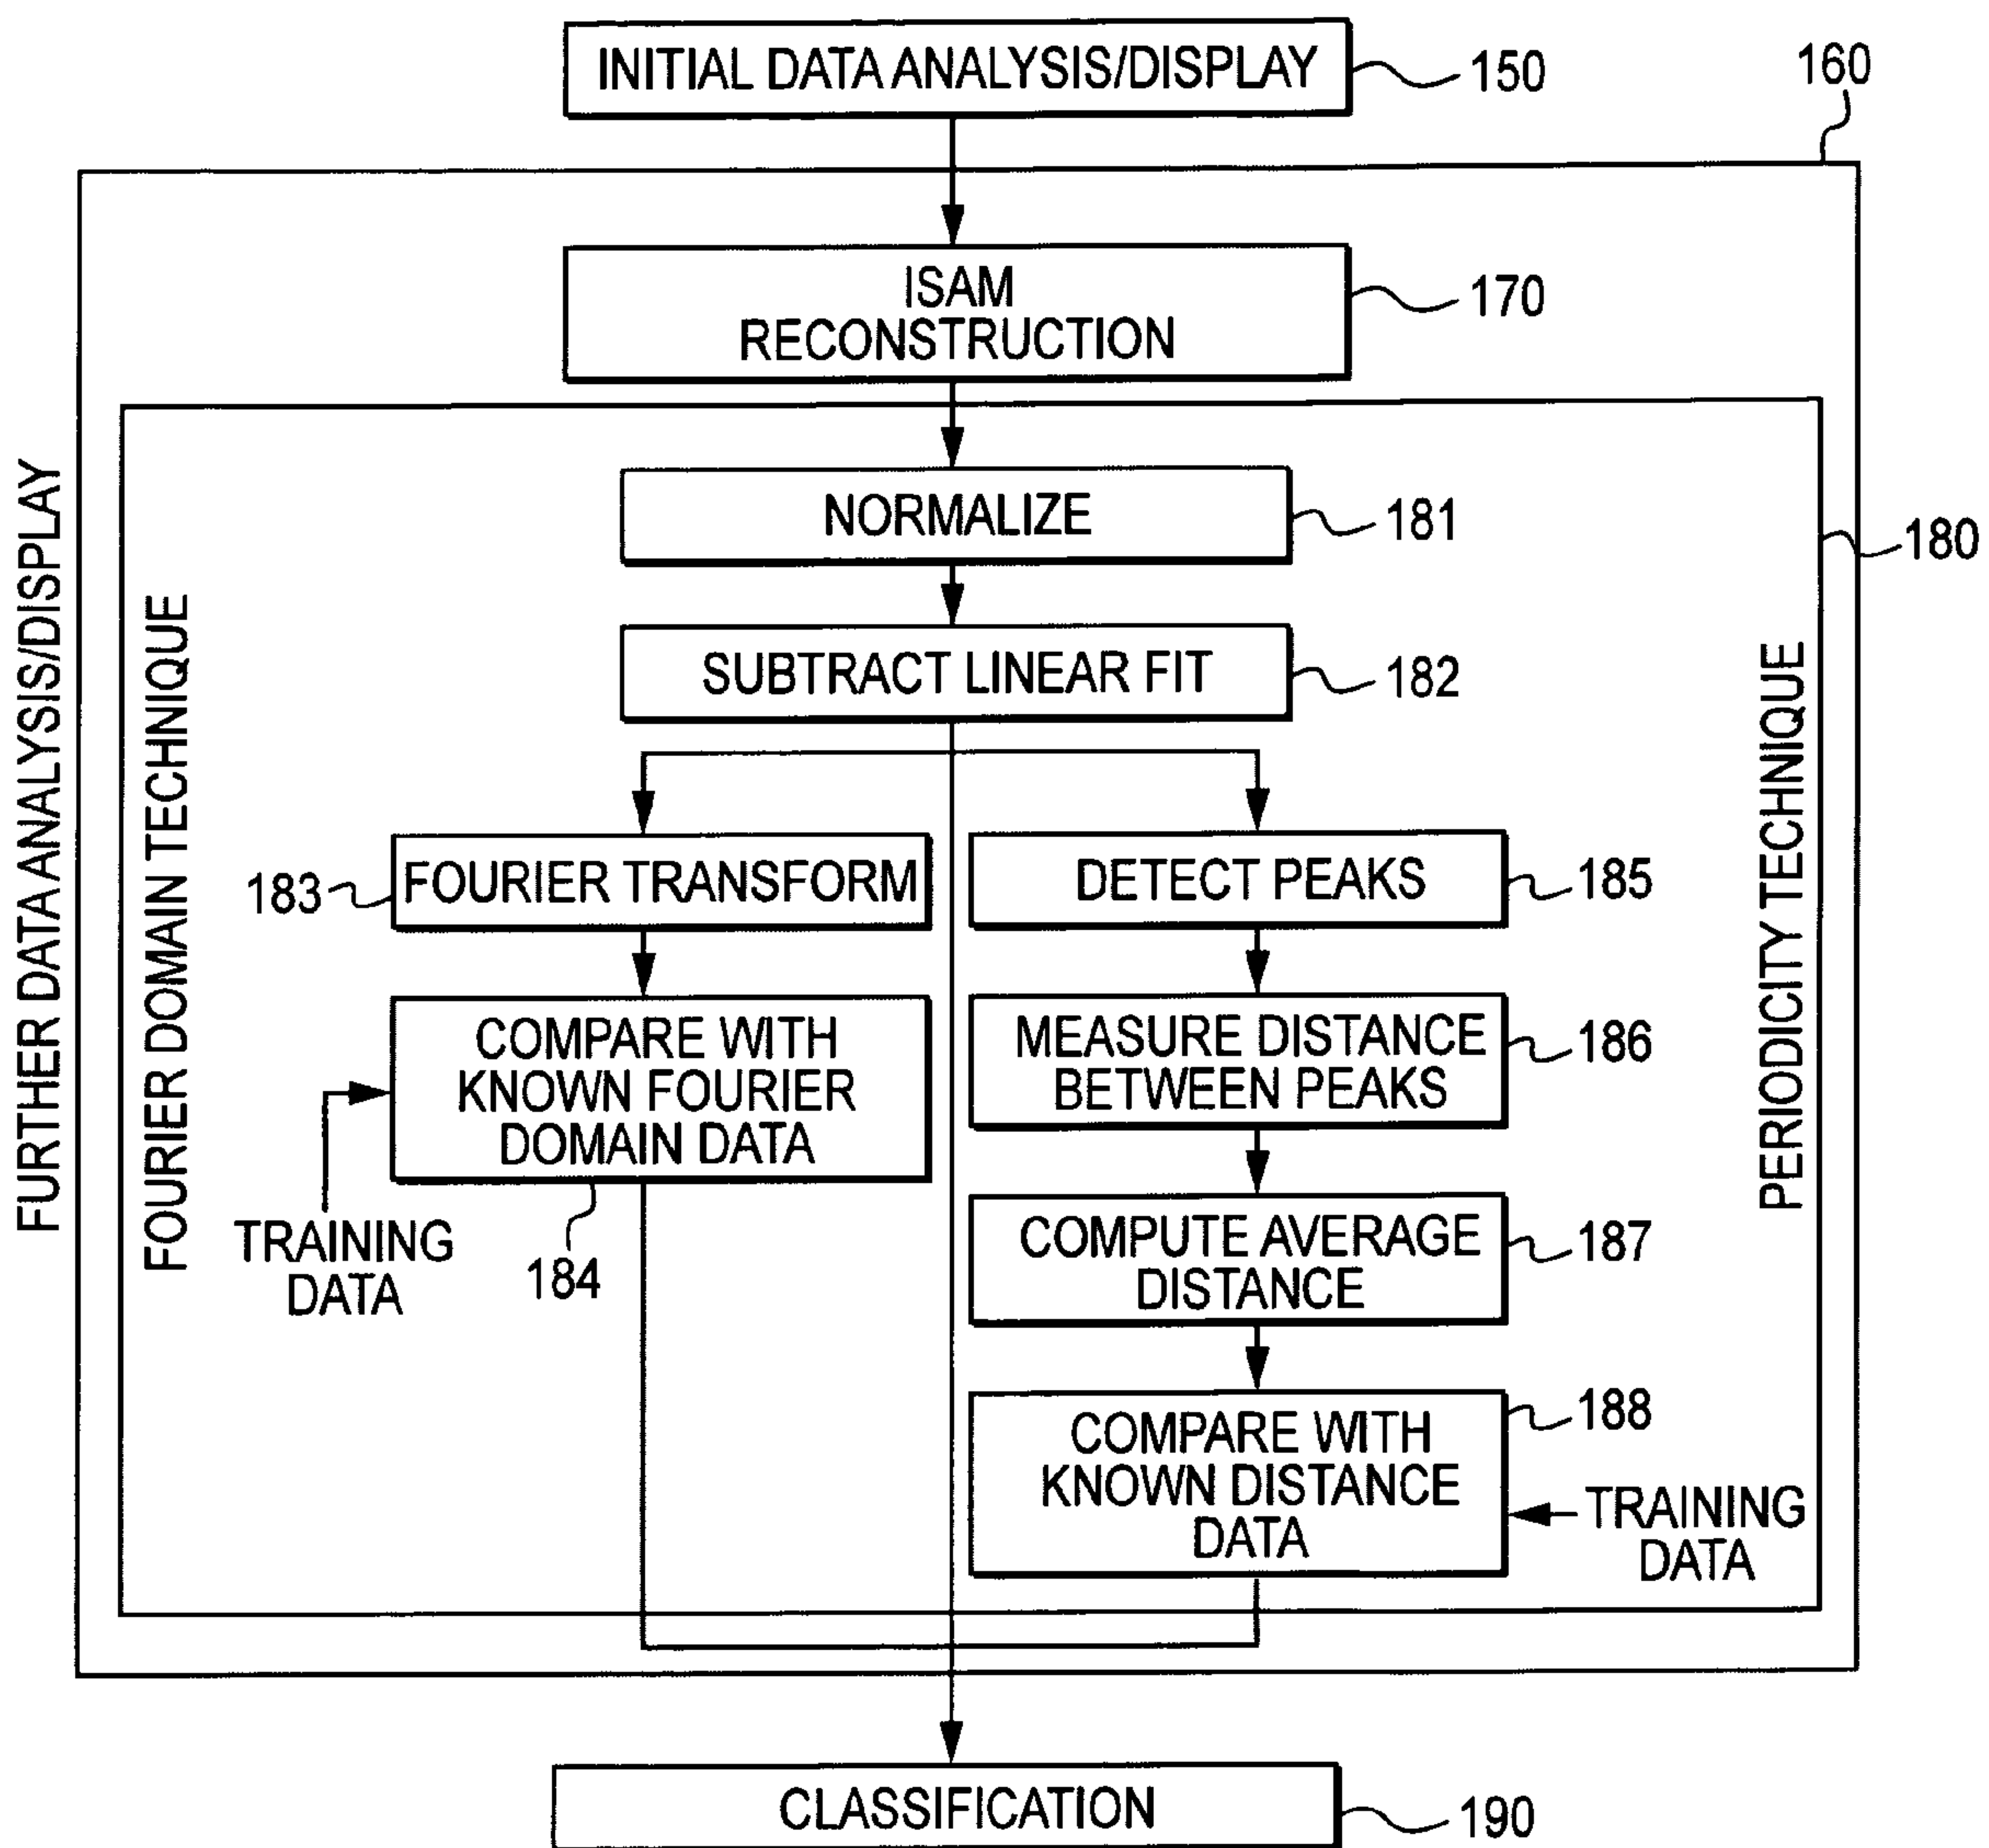 INITIAL DATA ANALYSIS/DISPLAY
150
160
ISAM
RECONSTRUCTION
170
FURTHER DATA ANALYSIS/DISPLAY
FOURIER DOMAIN TECHNIQUE
PERIODICITY TECHNIQUE
180
NORMALIZE
181
SUBTRACT LINEAR FIT
182
183
FOURIER TRANSFORM
COMPARE WITH
KNOWN FOURIER
DOMAIN DATA
184
TRAINING
DATA
DETECT PEAKS
185
MEASURE DISTANCE
BETWEEN PEAKS
186
COMPUTE AVERAGE
DISTANCE
187
COMPARE WITH
KNOWN DISTANCE
DATA
188
TRAINING
DATA
CLASSIFICATION
190